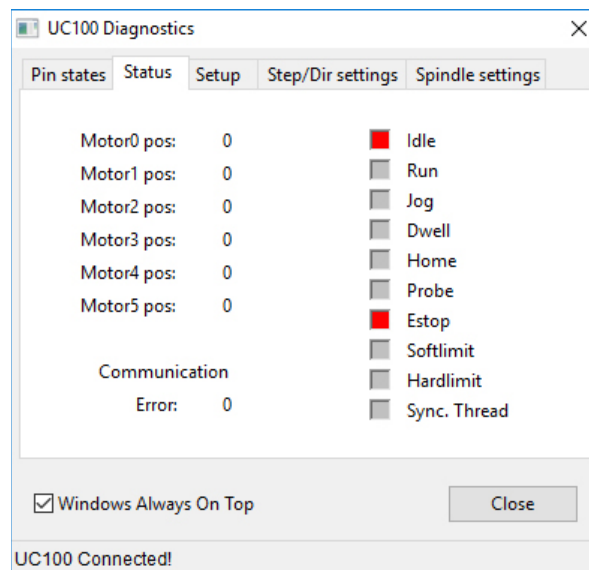 UC100 Diagnostics
Pin states Status Setup Step/Dir settings Spindle settings
Motor0 pos: 0
Motor1 pos: 0
Motor2 pos: 0
Motor3 pos: 0
Motor4 pos: 0
Motor5 pos: 0
Communication
Error: 0
Idle
Run
Jog
Dwell
Home
Probe
Estop
Softlimit
Hardlimit
Sync. Thread
Windows Always On Top
Close
UC100 Connected!